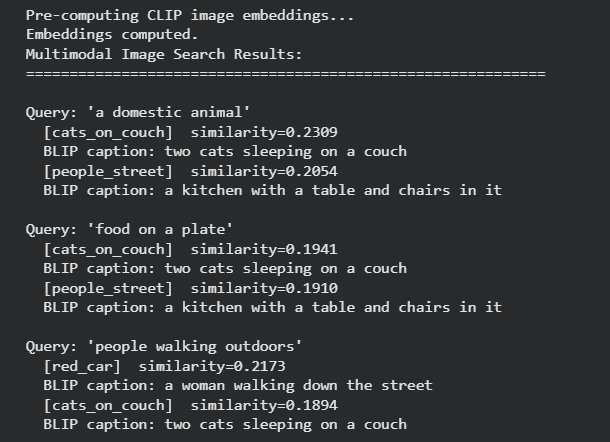 Pre-computing CLIP image embeddings...
Embeddings computed.
Multimodal Image Search Results:
============================================================
Query: 'a domestic animal'
[cats_on_couch]  similarity=0.2309
BLIP caption: two cats sleeping on a couch
[people_street]  similarity=0.2054
BLIP caption: a kitchen with a table and chairs in it
Query: 'food on a plate'
[cats_on_couch]  similarity=0.1941
BLIP caption: two cats sleeping on a couch
[people_street]  similarity=0.1910
BLIP caption: a kitchen with a table and chairs in it
Query: 'people walking outdoors'
[red_car]  similarity=0.2173
BLIP caption: a woman walking down the street
[cats_on_couch]  similarity=0.1894
BLIP caption: two cats sleeping on a couch